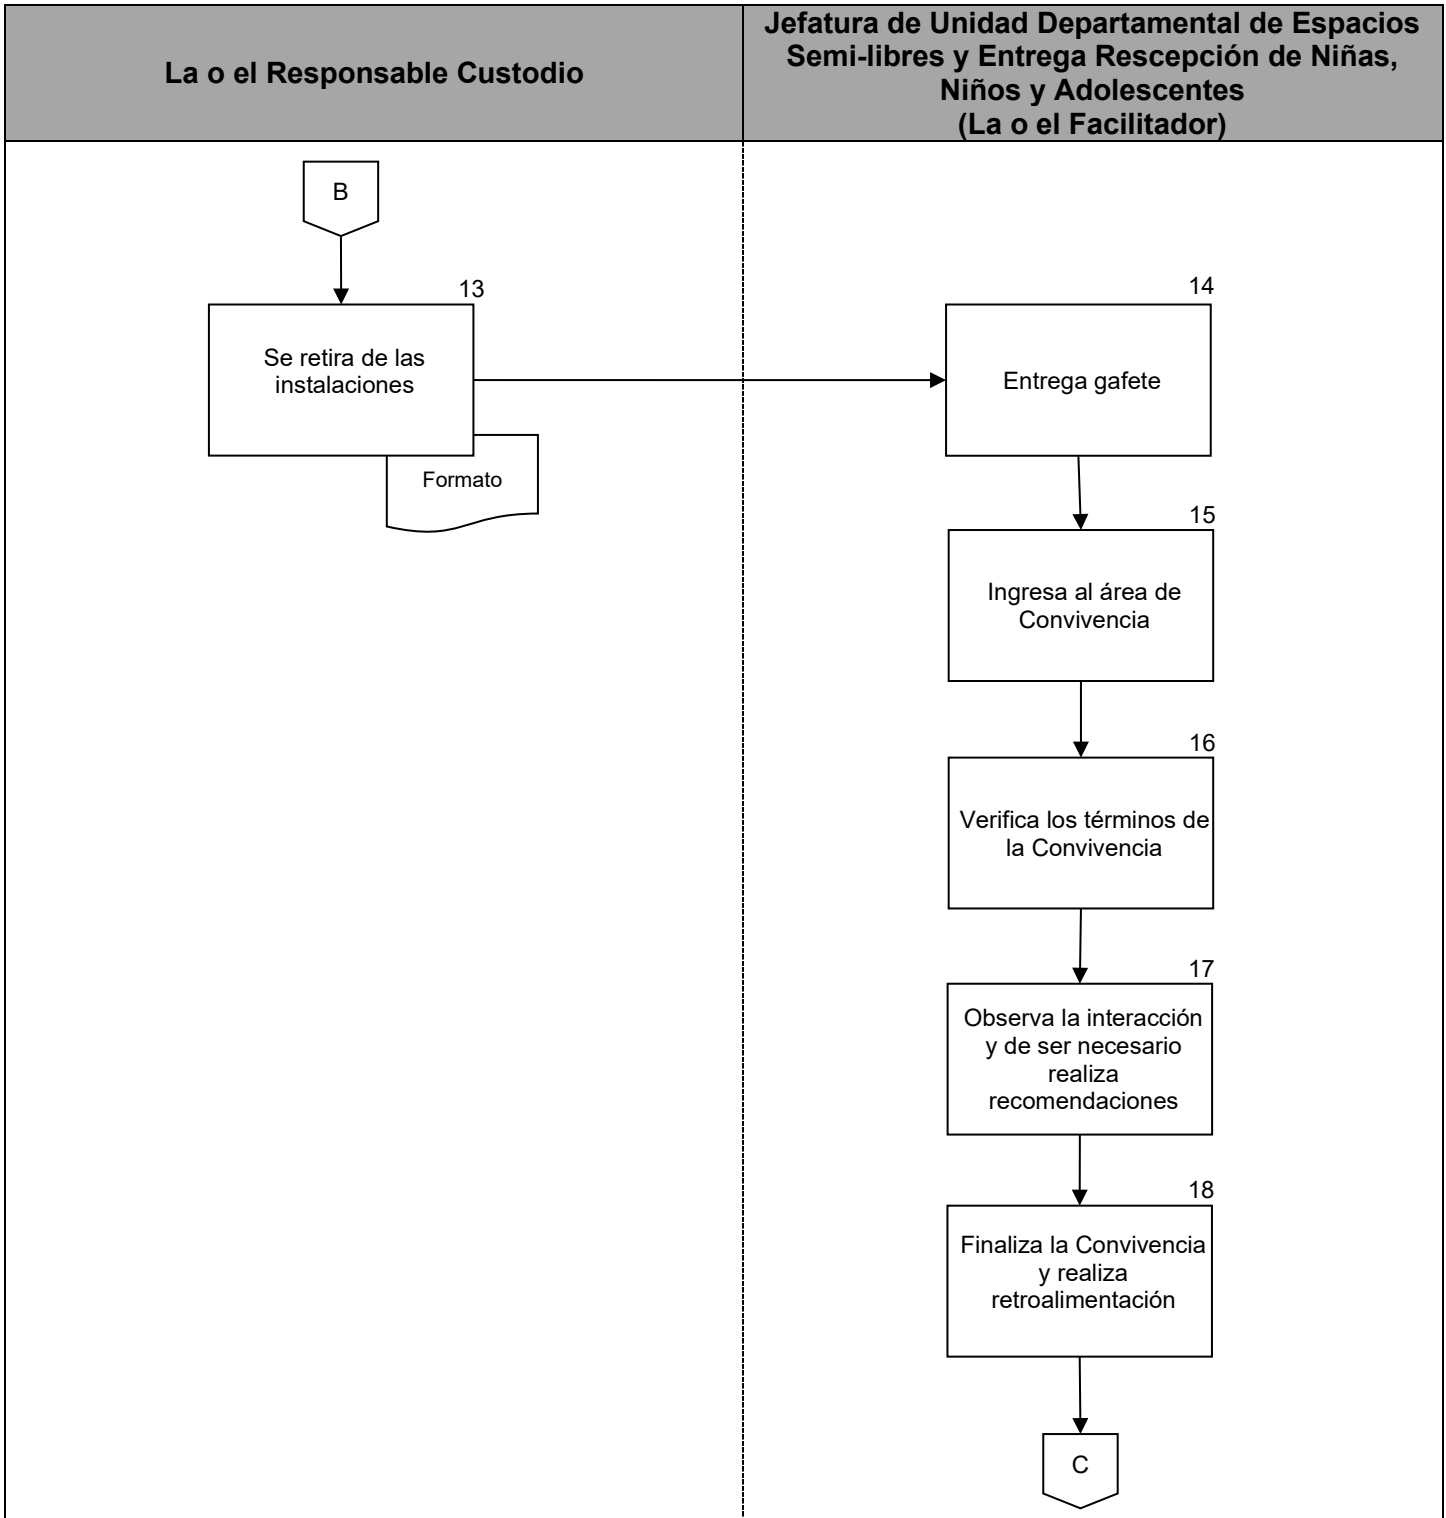 La o el Responsable Custodio
Jefatura de Unidad Departamental de Espacios
Semi-libres y Entrega Rescepción de Niñas,
Niños y Adolescentes
(La o el Facilitador)
B
13
Se retira de las
instalaciones
Formato
14
Entrega gafete
15
Ingresa al área de
Convivencia
16
Verifica los términos de
la Convivencia
17
Observa la interacción
y de ser necesario
realiza
recomendaciones
18
Finaliza la Convivencia
y realiza
retroalimentación
C